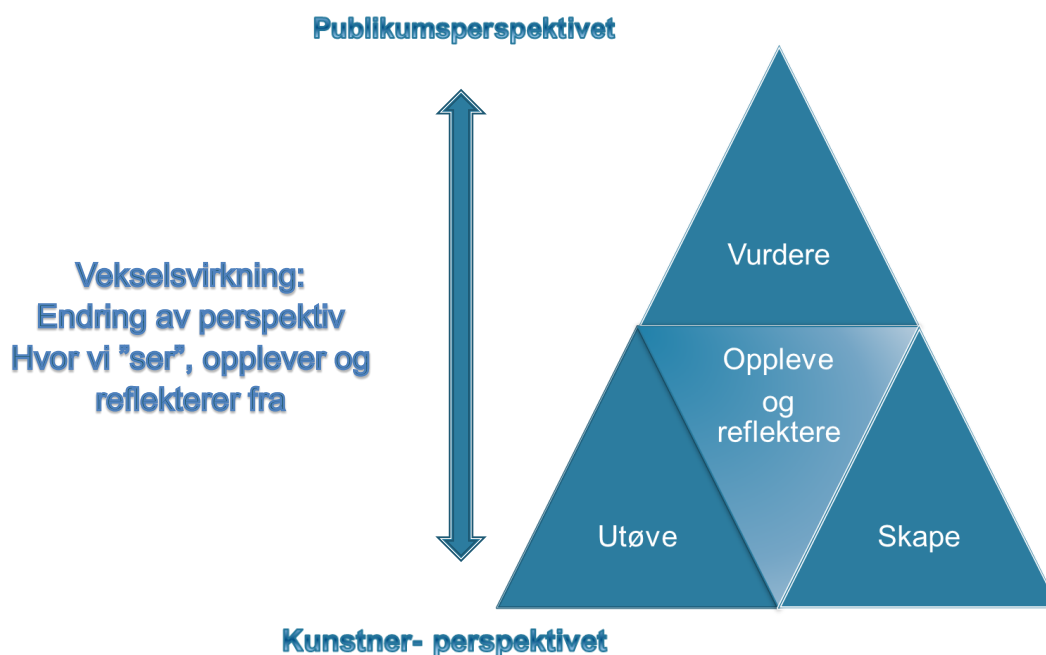 Publikumsperspektivet
Vekselsvirkning:
Endring av perspektiv
Hvor vi ”ser”, opplever og
reflekterer fra
Vurdere
Oppleve
og
reflektere
Utøve
Skape
Kunstner- perspektivet